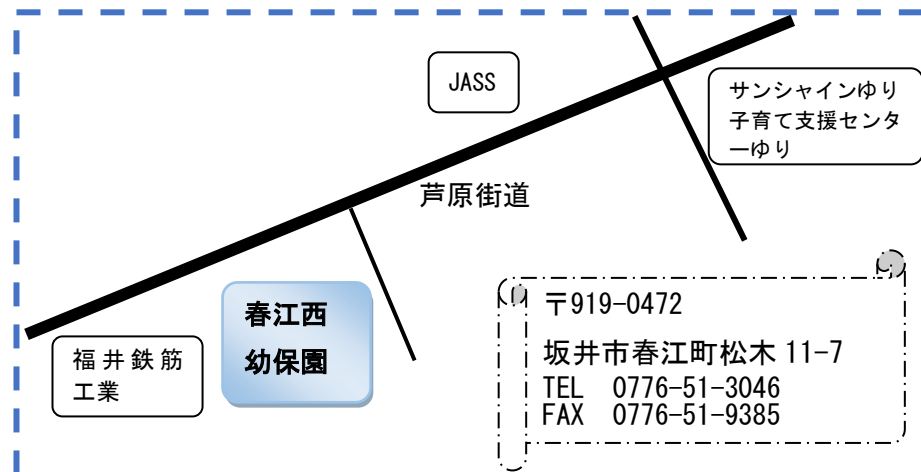 JASS
サンシャインゆり
子育て支援センタ
ーゆり
芦原街道
春江西
幼保園
福井鉄筋
工業
〒919-0472
坂井市春江町松木 11-7
TEL 0776-51-3046
FAX 0776-51-9385